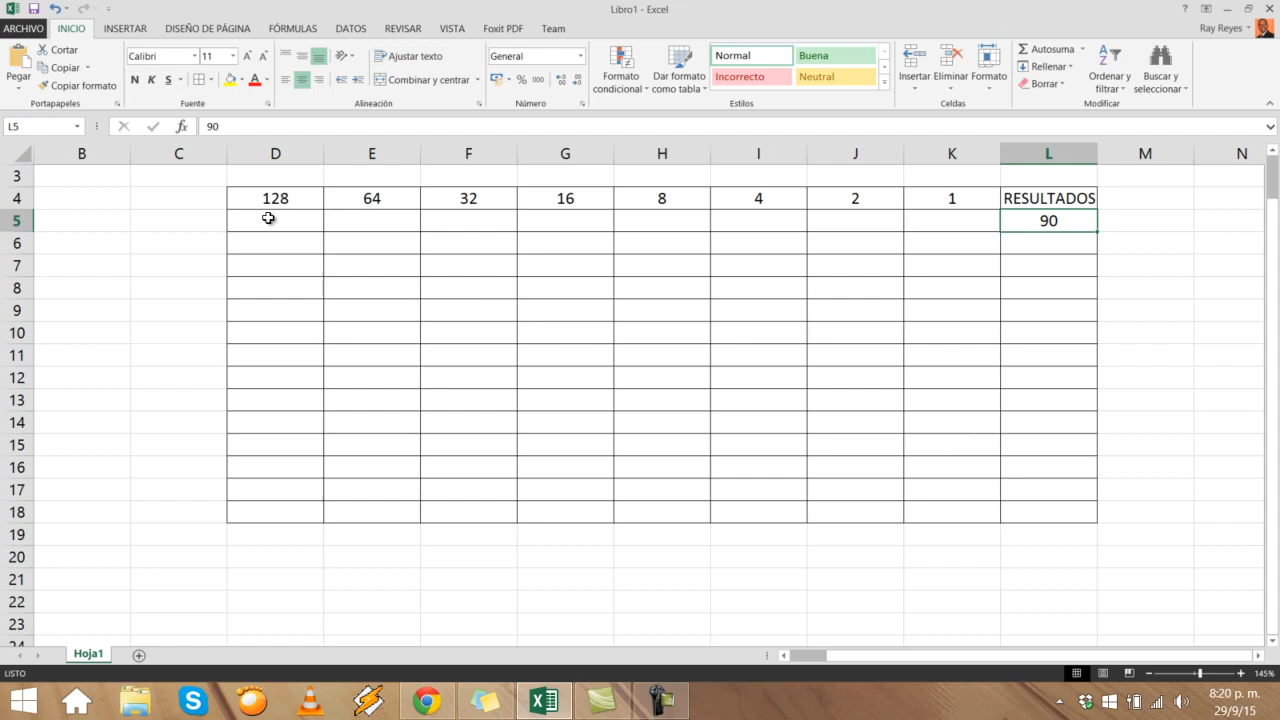 Libro1 - Excel
ARCHIVO INICIO INSERTAR DISEÑO DE PÁGINA FÓRMULAS DATOS REVISAR VISTA Foxit PDF Team Ray Reyes
Pegar
Cortar
Copiar
Copiar formato
Portapapeles
Calibri 11
N K S
Fuente
Ajustar texto
Combinar y centrar
Alineación
General
% 000
Número
Formato condicional
Dar formato como tabla
Normal Buena
Incorrecto Neutral
Estilos
Insertar Eliminar Formato
Celdas
Autosuma
Rellenar
Borrar
Ordenar y filtrar
Buscar y seleccionar
Modificar
L5 fx 90
B C D E F G H I J K L M N
3
4 128 64 32 16 8 4 2 1 RESULTADOS
5 90
6
7
8
9
10
11
12
13
14
15
16
17
18
19
20
21
22
23
24
Hoja1
LISTO 145%
8:20 p. m.
29/9/15